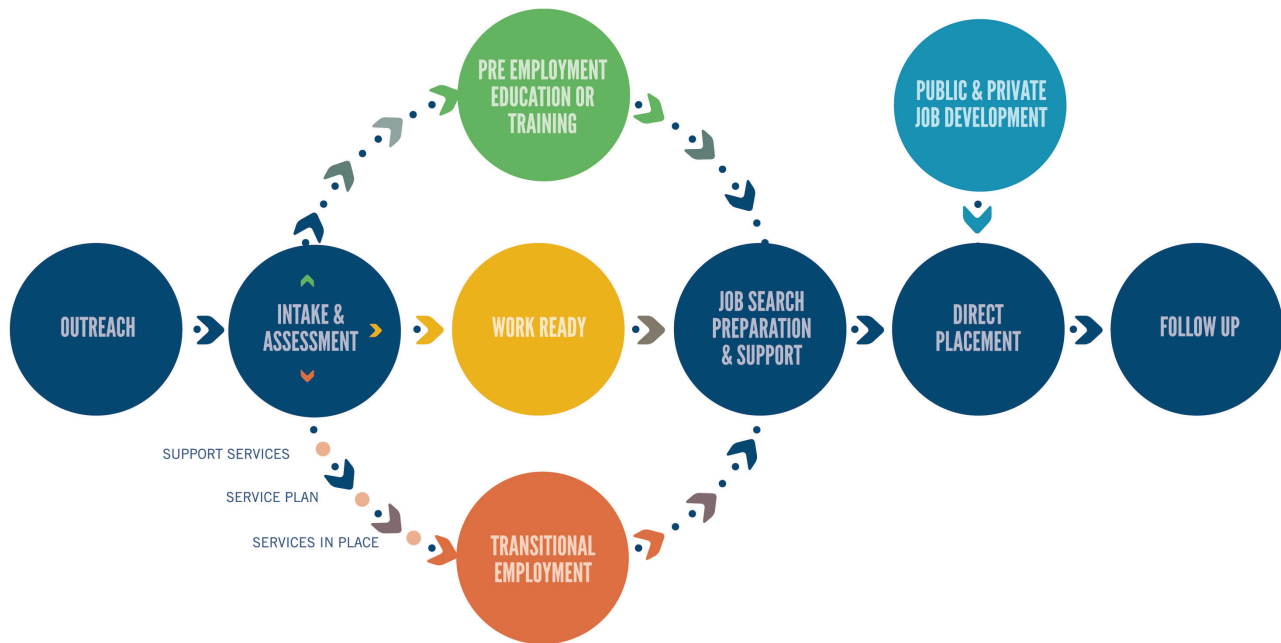 PRE EMPLOYMENT
EDUCATION OR
TRAINING
PUBLIC & PRIVATE
JOB DEVELOPMENT
OUTREACH
INTAKE &
ASSESSMENT
WORK READY
JOB SEARCH
PREPARATION
& SUPPORT
DIRECT
PLACEMENT
FOLLOW UP
SUPPORT SERVICES
SERVICE PLAN
SERVICES IN PLACE
TRANSITIONAL
EMPLOYMENT